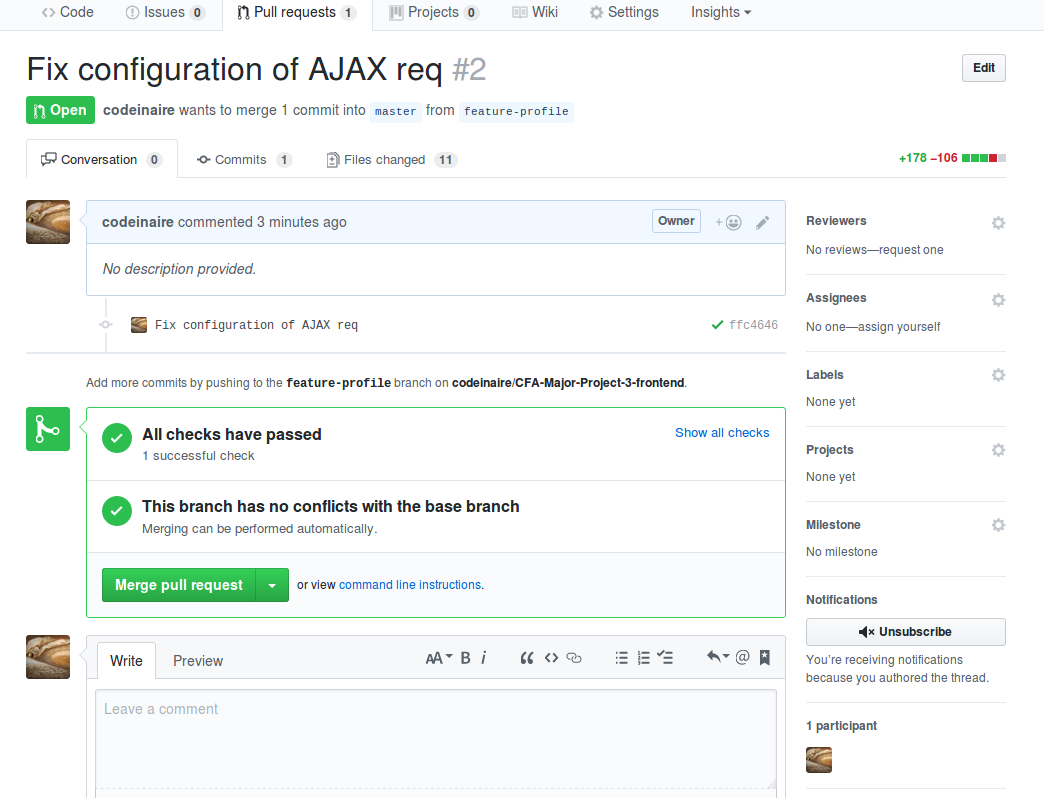 Code Issues 0 Pull requests 1 Projects 0 Wiki Settings Insights
Fix configuration of AJAX req #2
Edit
Open codeinaire wants to merge 1 commit into master from feature-profile
Conversation 0 Commits 1 Files changed 11
+178 −106
codeinaire commented 3 minutes ago
Owner
No description provided.
Fix configuration of AJAX req
ffc4646
Add more commits by pushing to the feature-profile branch on codeinaire/CFA-Major-Project-3-frontend.
All checks have passed
1 successful check
Show all checks
This branch has no conflicts with the base branch
Merging can be performed automatically.
Merge pull request
or view command line instructions.
Write Preview
AA B i
Leave a comment
Reviewers
No reviews—request one
Assignees
No one—assign yourself
Labels
None yet
Projects
None yet
Milestone
No milestone
Notifications
Unsubscribe
You’re receiving notifications
because you authored the thread.
1 participant